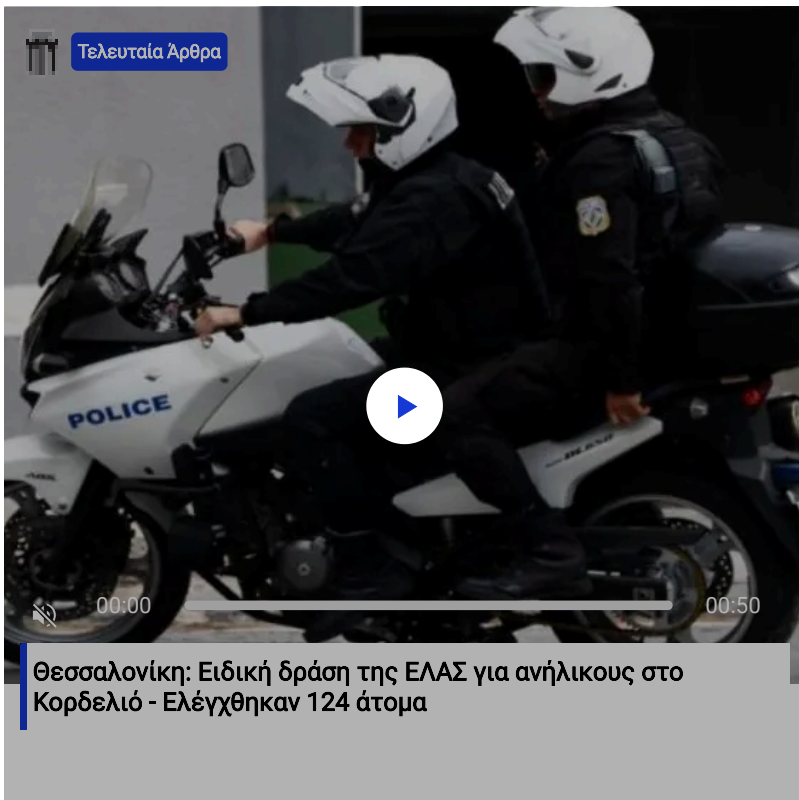 Τελευταία Άρθρα
POLICE
DL650
00:00
00:50
Θεσσαλονίκη: Ειδική δράση της ΕΛΑΣ για ανήλικους στο
Κορδελιό - Ελέγχθηκαν 124 άτομα